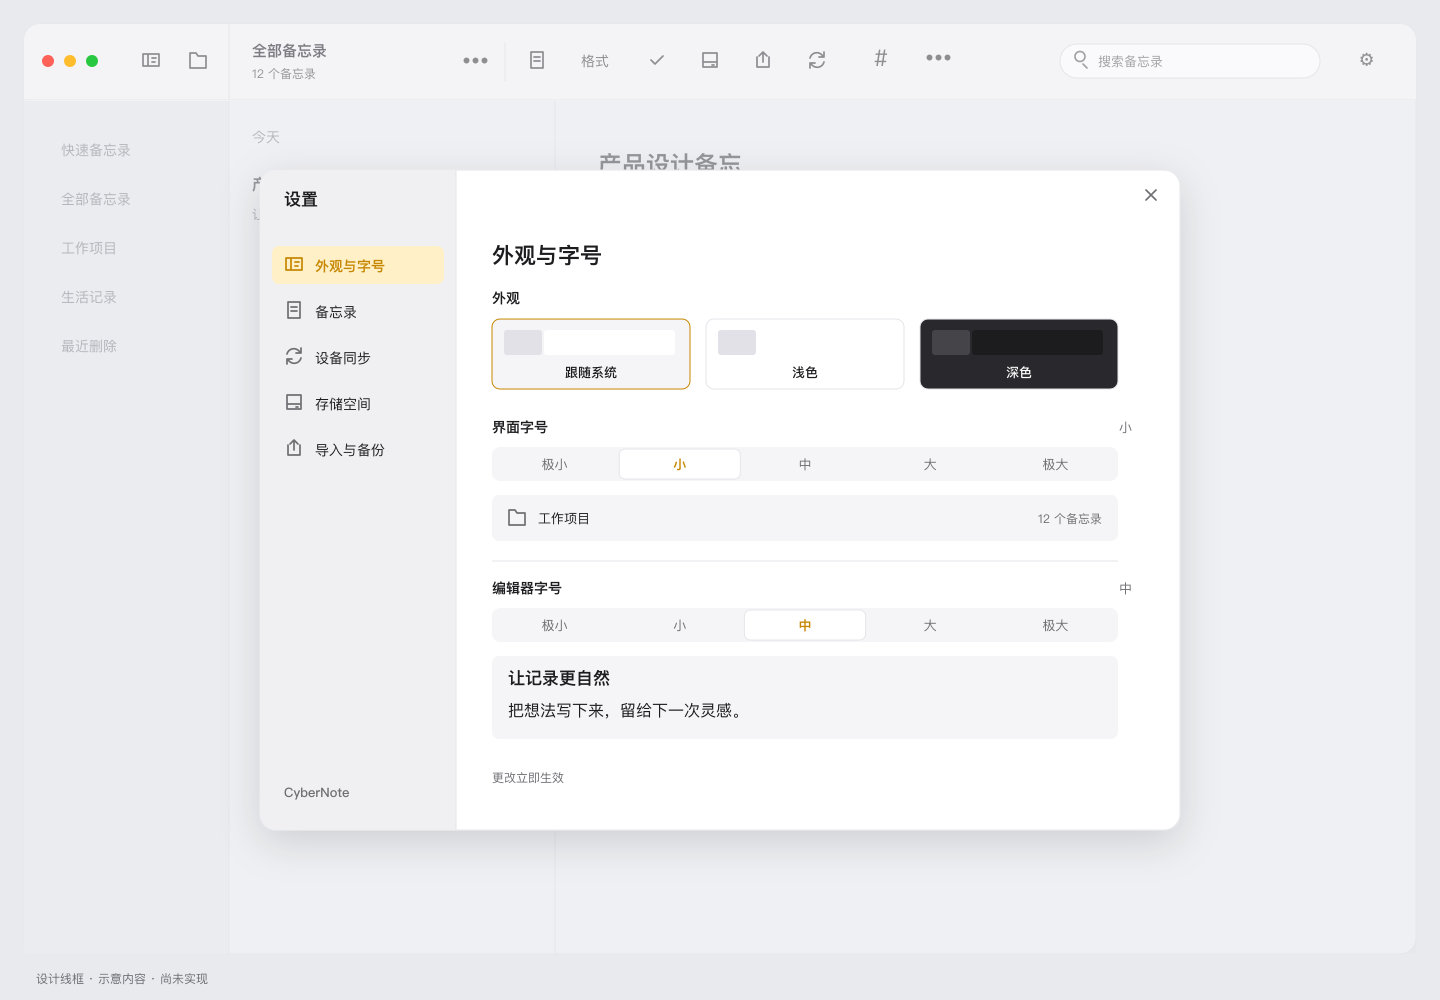 全部备忘录
12 个备忘录
格式
搜索备忘录
快速备忘录
全部备忘录
工作项目
生活记录
最近删除
今天
产品设计备忘
设置
外观与字号
备忘录
设备同步
存储空间
导入与备份
CyberNote
外观与字号
外观
跟随系统
浅色
深色
界面字号
小
极小
小
中
大
极大
工作项目
12 个备忘录
编辑器字号
中
极小
小
中
大
极大
让记录更自然
把想法写下来，留给下一次灵感。
更改立即生效
设计线框 · 示意内容 · 尚未实现